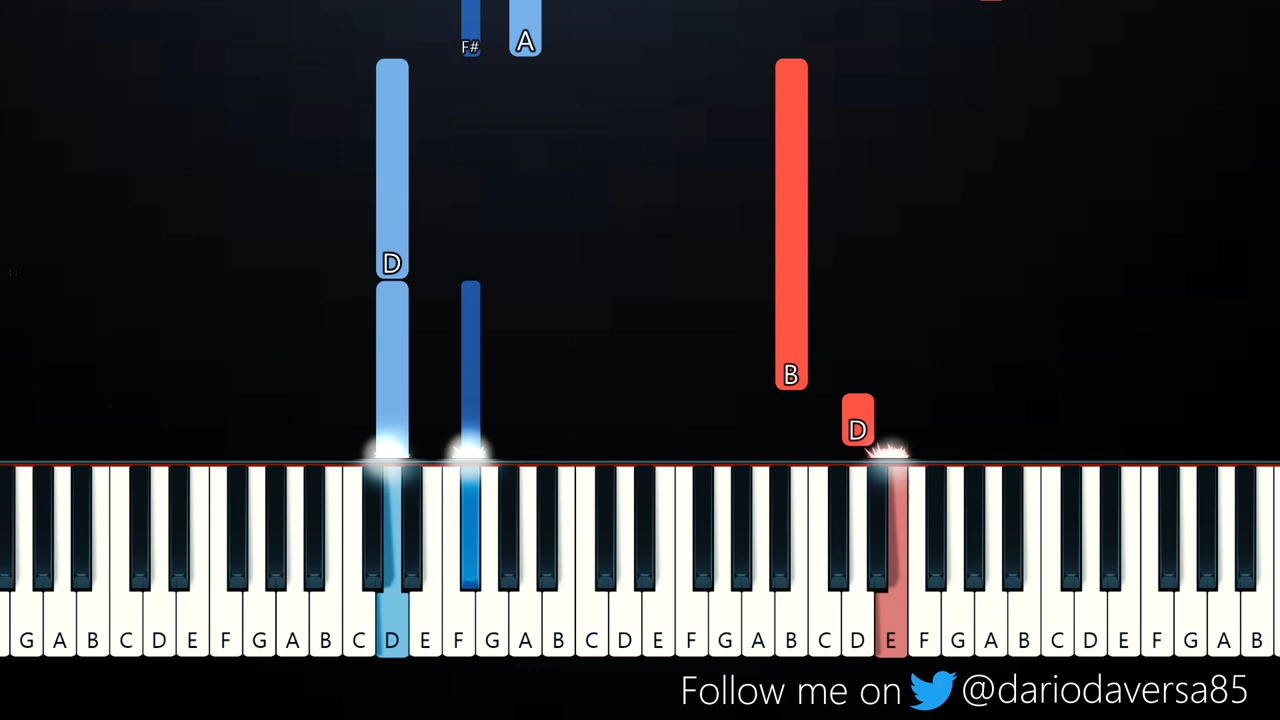 F# A
D
B
D
G A B C D E F G A B C D E F G A B C D E F G A B C D E F G A B C D E F G A B
Follow me on @dariodaversa85